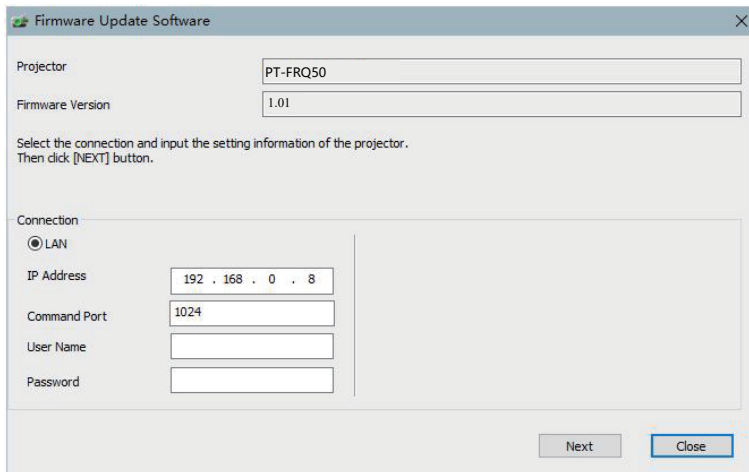 Firmware Update Software
Projector
PT-FRQ50
Firmware Version
1.01
Select the connection and input the setting information of the projector.
Then click [NEXT] button.
Connection
LAN
IP Address
192 . 168 . 0 . 8
Command Port
1024
User Name
Password
Next
Close